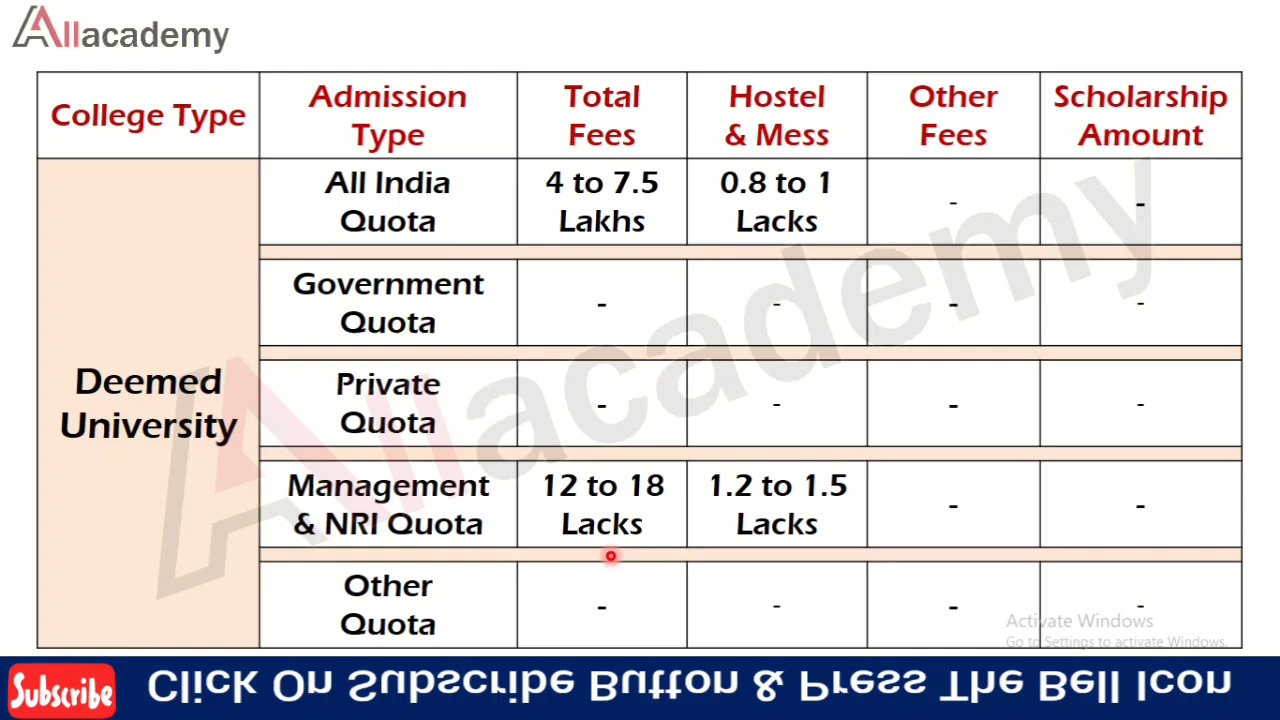 Allacademy
College Type
Admission Type
Total Fees
Hostel & Mess
Other Fees
Scholarship Amount
Deemed University
All India Quota
4 to 7.5 Lakhs
0.8 to 1 Lacks
-
-
Government Quota
-
-
-
-
Private Quota
-
-
-
-
Management & NRI Quota
12 to 18 Lacks
1.2 to 1.5 Lacks
-
-
Other Quota
-
-
-
-
Allacademy
Activate Windows
Go to Settings to activate Windows.
Subscribe
Click On Subscribe Button & Press The Bell Icon